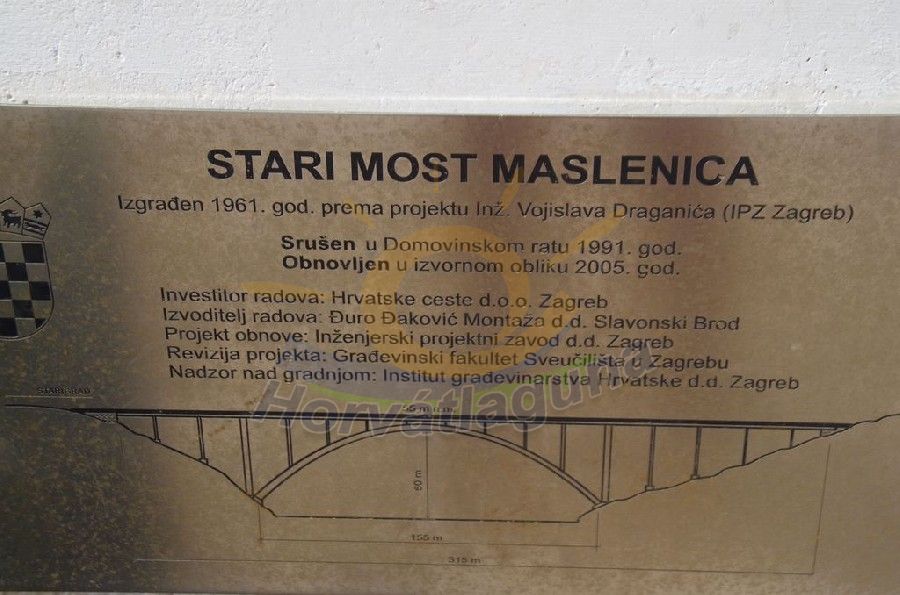 STARI MOST MASLENICA
Izgrađen 1961. god. prema projektu Inž. Vojislava Draganića (IPZ Zagreb)
Srušen u Domovinskom ratu 1991. god.
Obnovljen u izvornom obliku 2005. god.
Investitor radova: Hrvatske ceste d.o.o. Zagreb
Izvoditelj radova: Đuro Đaković Montaža d.d. Slavonski Brod
Projekt obnove: Inženjerski projektni zavod d.d. Zagreb
Revizija projekta: Građevinski fakultet Sveučilišta u Zagrebu
Nadzor nad gradnjom: Institut građevinarstva Hrvatske d.d. Zagreb
STARIGRAD
Horvátlaguna
60 m
155 m
315 m